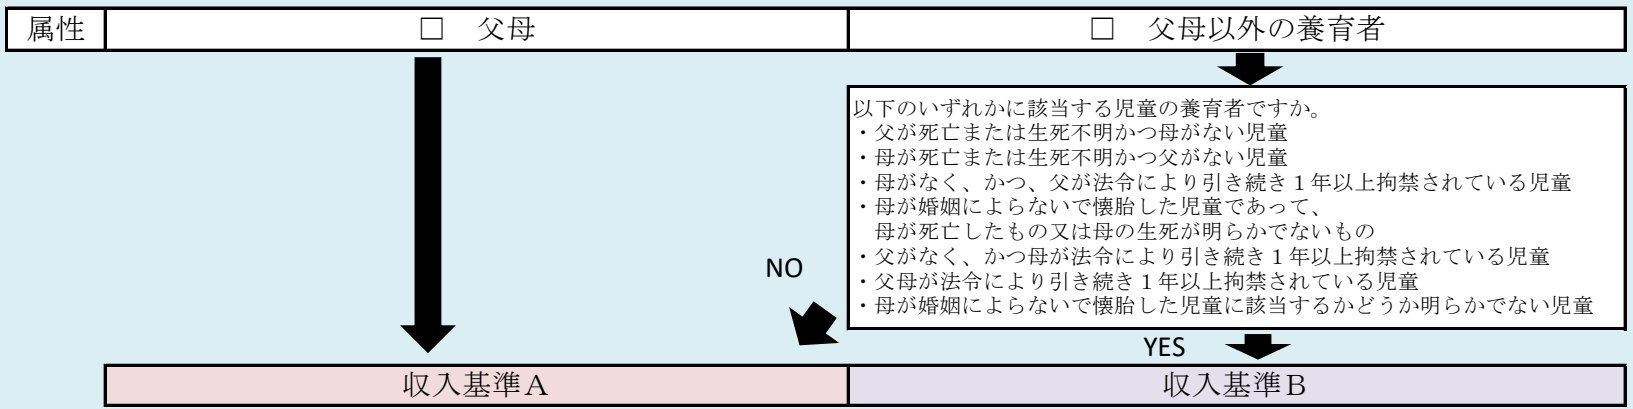 属性
□ 父母
□ 父母以外の養育者
以下のいずれかに該当する児童の養育者ですか。
・父が死亡または生死不明かつ母がない児童
・母が死亡または生死不明かつ父がない児童
・母がなく、かつ、父が法令により引き続き１年以上拘禁されている児童
・母が婚姻によらないで懐胎した児童であって、
母が死亡したもの又は母の生死が明らかでないもの
・父がなく、かつ母が法令により引き続き１年以上拘禁されている児童
・父母が法令により引き続き１年以上拘禁されている児童
・母が婚姻によらないで懐胎した児童に該当するかどうか明らかでない児童
NO
YES
収入基準Ａ
収入基準Ｂ